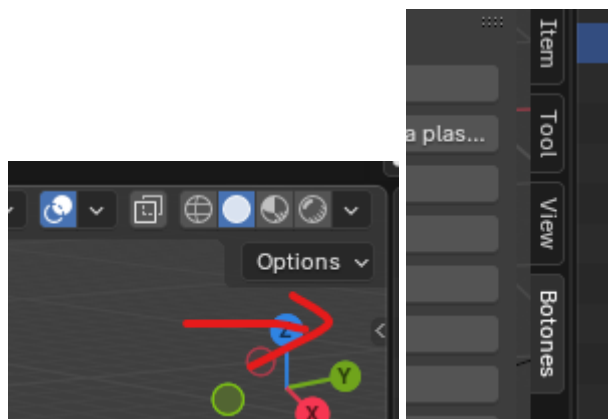 Options
Z
Y
X
a plas...
Item
Tool
View
Botones